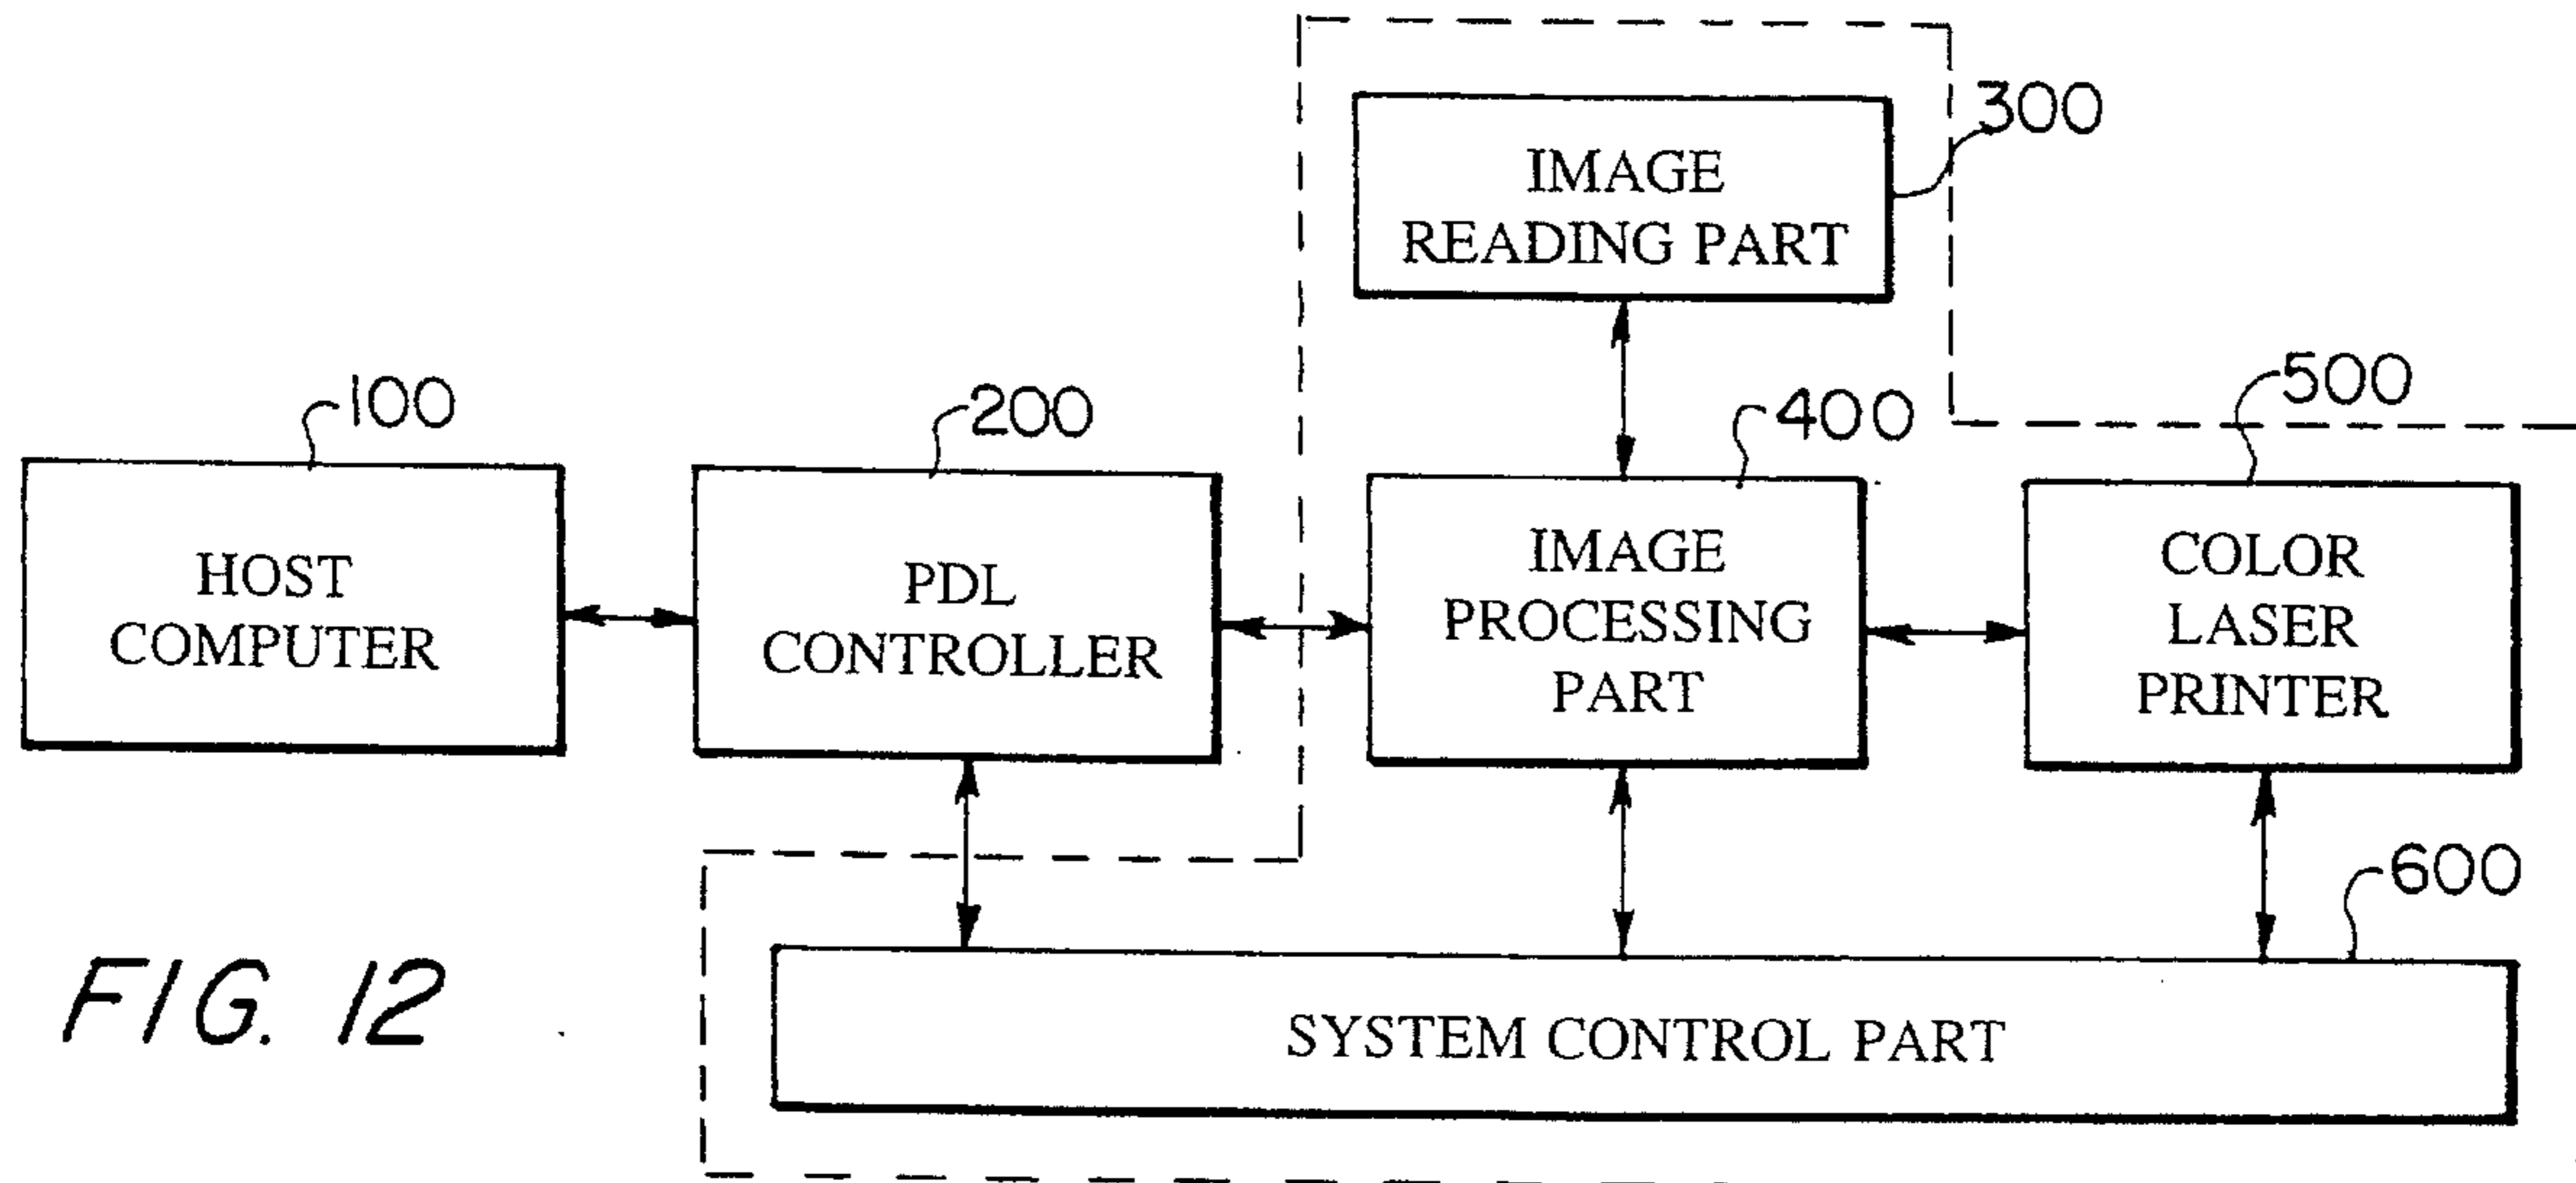 300
IMAGE
READING PART
100
200
400
500
HOST
COMPUTER
PDL
CONTROLLER
IMAGE
PROCESSING
PART
COLOR
LASER
PRINTER
600
SYSTEM CONTROL PART
FIG. 12